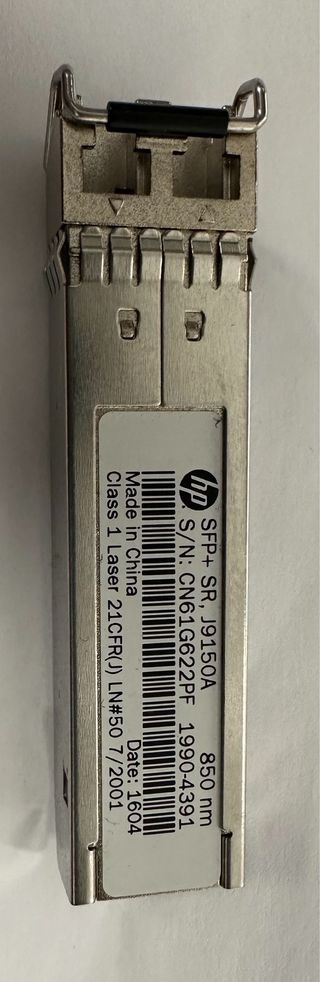 hp SFP+ SR, J9150A 850 nm
S/N: CN61G622PF 1990-4391
Made in China Date: 1604
Class 1 Laser 21CFR(J) LN#50 7/2001